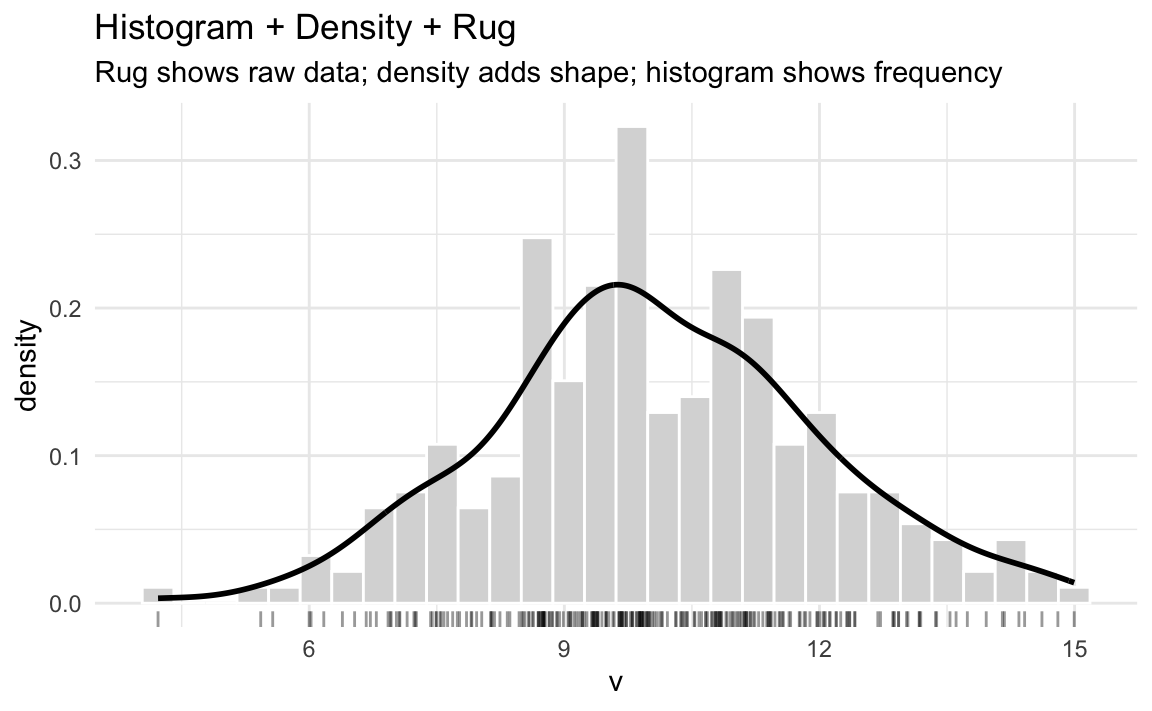 Histogram + Density + Rug
Rug shows raw data; density adds shape; histogram shows frequency
density
0.3
0.2
0.1
0.0
6
9
12
15
v